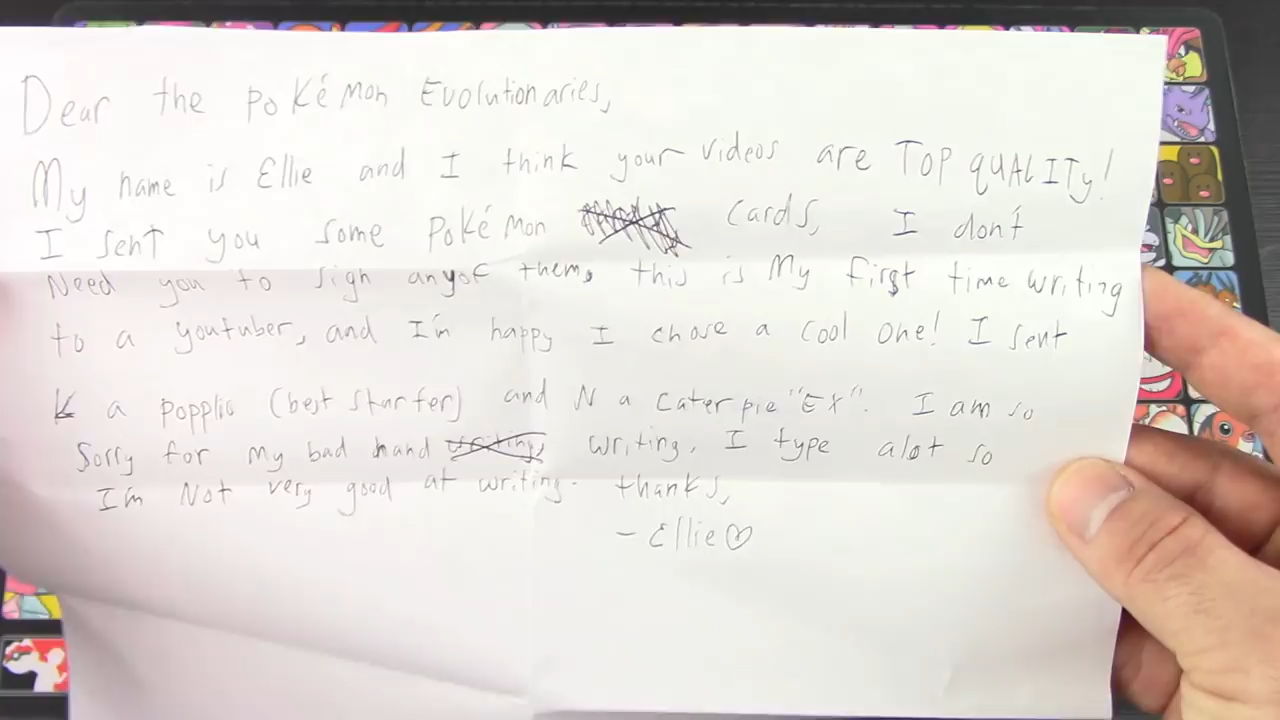 Dear the Pokémon Evolutionaries,
My name is Ellie and I think your videos are TOP QUALITY!
I sent you some Pokémon cards, I don't
Need you to sign anyof them, this is My first time writing
to a youtuber, and I'm happy I chose a cool one! I sent
K a popplio (best starter) and N a Caterpie "EX". I am so
Sorry for my bad hand writing, writing. I type alot so
I'm Not very good at writing. thanks,
- Ellie♡